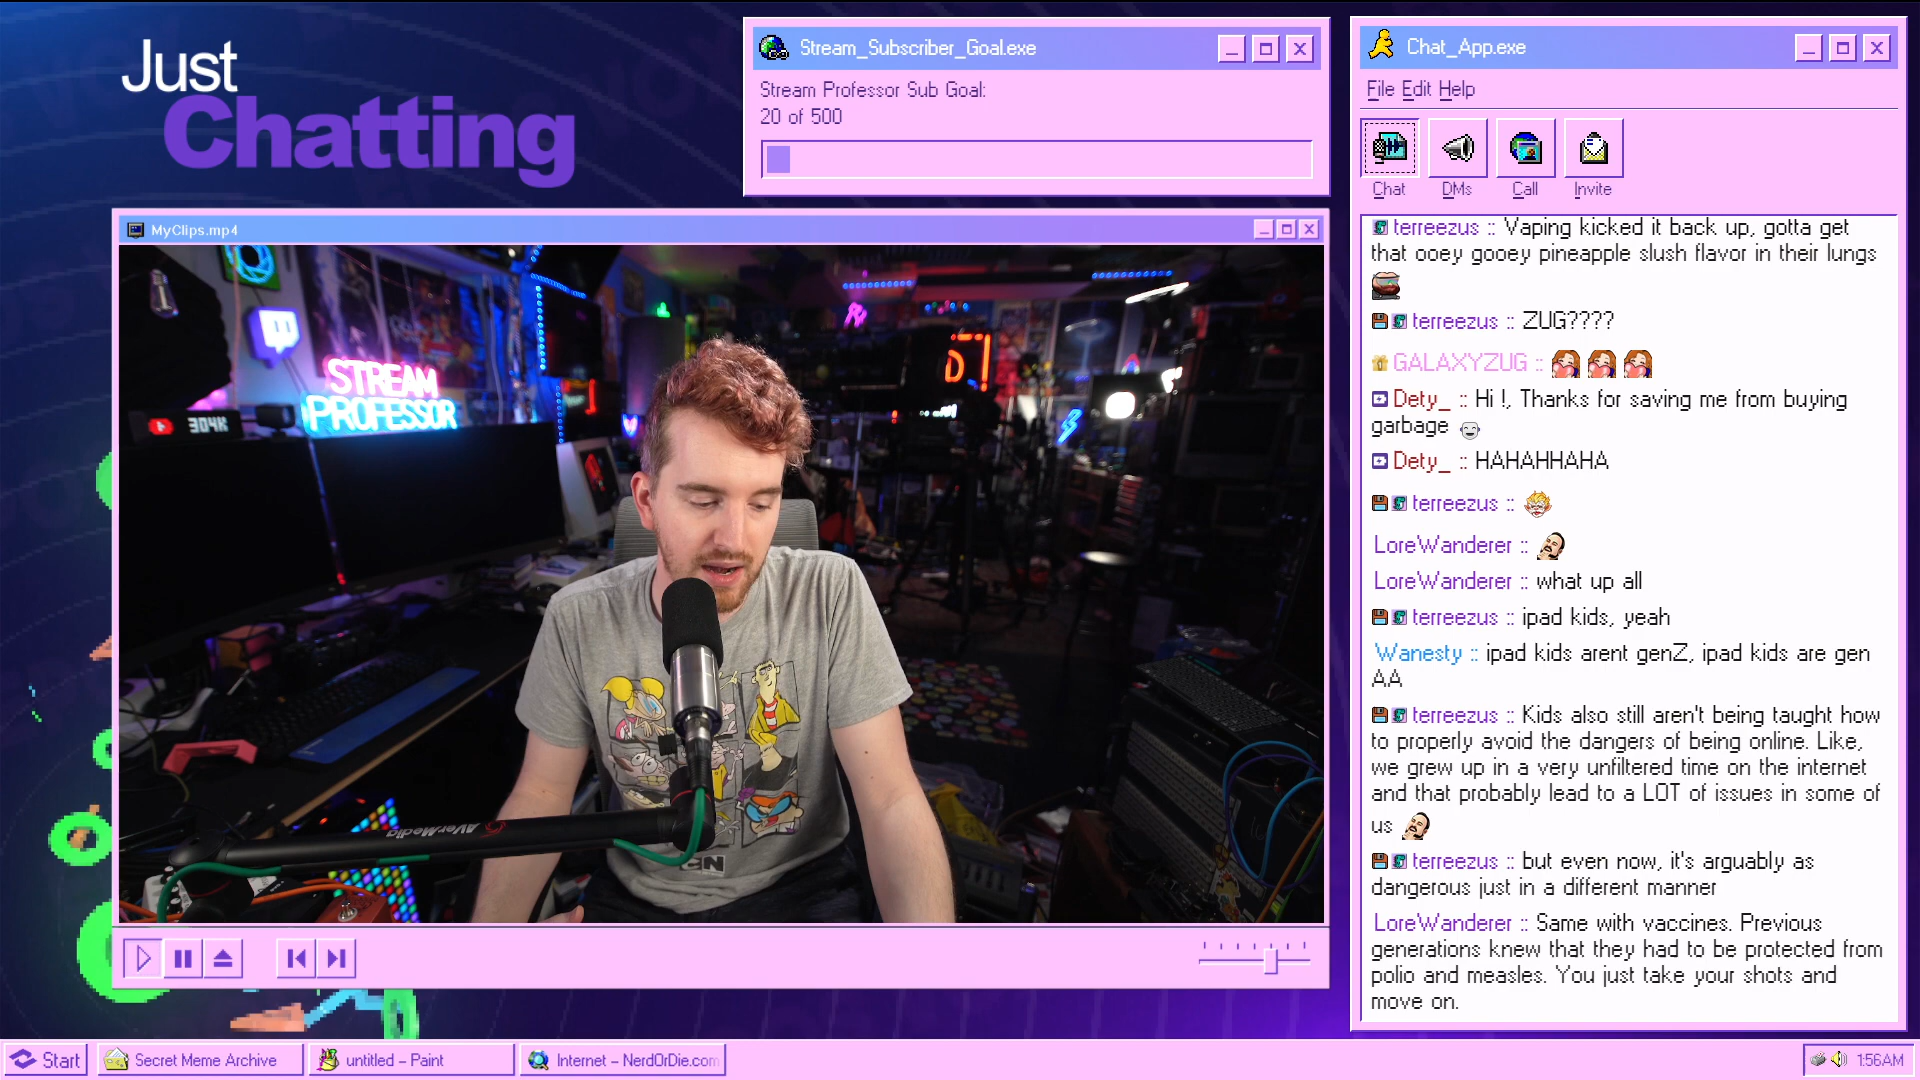 Just
Chatting
Stream_Subscriber_Goal.exe
Stream Professor Sub Goal:
20 of 500
MyClips.mp4
STREAM
PROFESSOR
304K
AVerMedia
CN
Chat_App.exe
File Edit Help
Chat DMs Call Invite
terreezus :: Vaping kicked it back up, gotta get
that ooey gooey pineapple slush flavor in their lungs
terreezus :: ZUG????
GALAXYZUG ::
Dety_ :: Hi !, Thanks for saving me from buying
garbage
Dety_ :: HAHAHHAHA
terreezus ::
LoreWanderer ::
LoreWanderer :: what up all
terreezus :: ipad kids, yeah
Wanesty :: ipad kids arent genZ, ipad kids are gen
AA
terreezus :: Kids also still aren't being taught how
to properly avoid the dangers of being online. Like,
we grew up in a very unfiltered time on the internet
and that probably lead to a LOT of issues in some of
us
terreezus :: but even now, it's arguably as
dangerous just in a different manner
LoreWanderer :: Same with vaccines. Previous
generations knew that they had to be protected from
polio and measles. You just take your shots and
move on.
Start
Secret Meme Archive
untitled - Paint
Internet - NerdOrDie.com
1:56AM